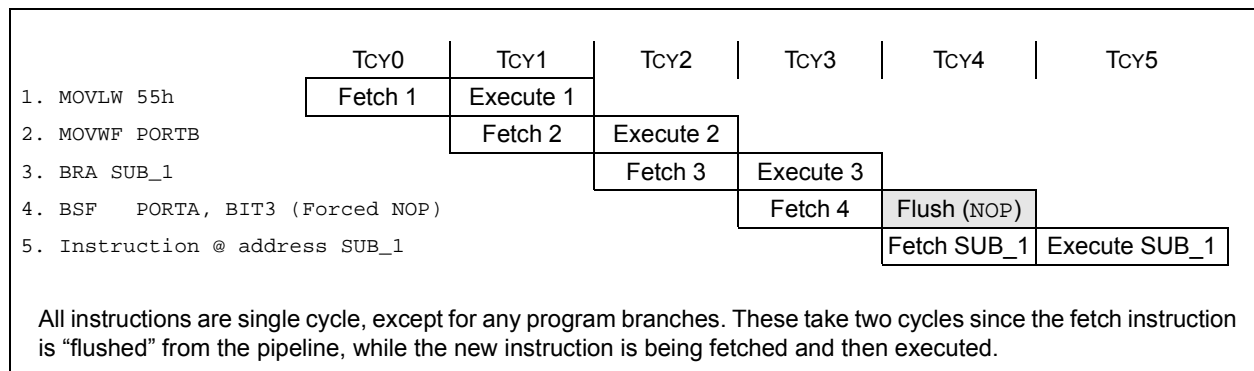 TCY0 TCY1 TCY2 TCY3 TCY4 TCY5
1. MOVLW 55h Fetch 1 Execute 1
2. MOVWF PORTB Fetch 2 Execute 2
3. BRA SUB_1 Fetch 3 Execute 3
4. BSF PORTA, BIT3 (Forced NOP) Fetch 4 Flush (NOP)
5. Instruction @ address SUB_1 Fetch SUB_1 Execute SUB_1
All instructions are single cycle, except for any program branches. These take two cycles since the fetch instruction
is “flushed” from the pipeline, while the new instruction is being fetched and then executed.